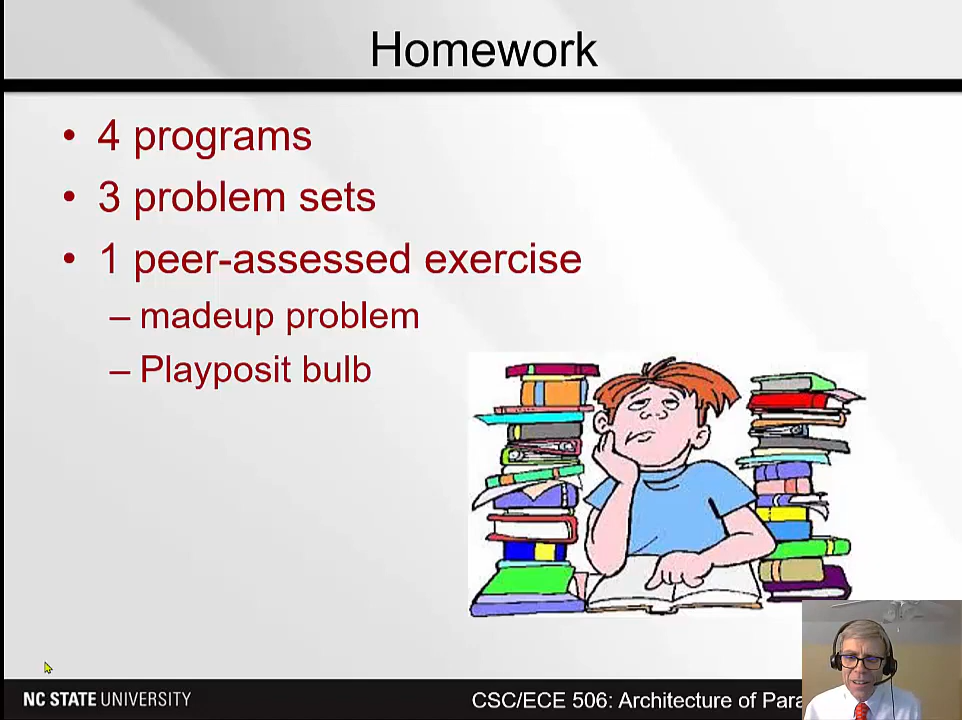 Homework
• 4 programs
• 3 problem sets
• 1 peer-assessed exercise
– madeup problem
– Playposit bulb
NC STATE UNIVERSITY
CSC/ECE 506: Architecture of Para